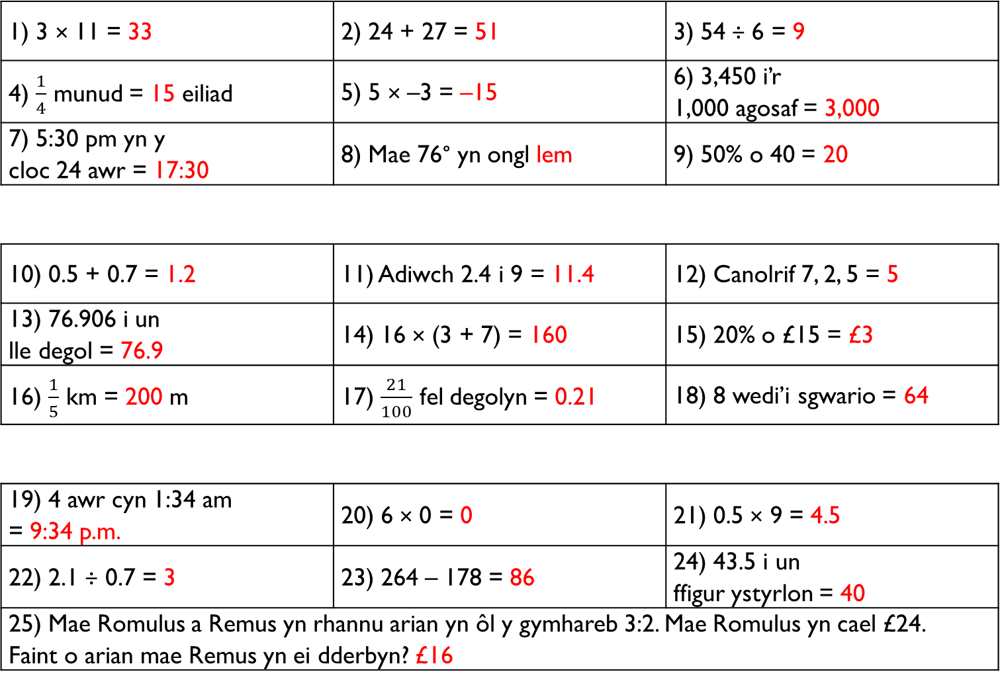 1) 3 × 11 = 33
2) 24 + 27 = 51
3) 54 ÷ 6 = 9
4) 1/4 munud = 15 eiliad
5) 5 × –3 = –15
6) 3,450 i’r
1,000 agosaf = 3,000
7) 5:30 pm yn y
cloc 24 awr = 17:30
8) Mae 76° yn ongl lem
9) 50% o 40 = 20
10) 0.5 + 0.7 = 1.2
11) Adiwch 2.4 i 9 = 11.4
12) Canolrif 7, 2, 5 = 5
13) 76.906 i un
lle degol = 76.9
14) 16 × (3 + 7) = 160
15) 20% o £15 = £3
16) 1/5 km = 200 m
17) 21/100 fel degolyn = 0.21
18) 8 wedi’i sgwario = 64
19) 4 awr cyn 1:34 am
= 9:34 p.m.
20) 6 × 0 = 0
21) 0.5 × 9 = 4.5
22) 2.1 ÷ 0.7 = 3
23) 264 – 178 = 86
24) 43.5 i un
ffigur ystyrlon = 40
25) Mae Romulus a Remus yn rhannu arian yn ôl y gymhareb 3:2. Mae Romulus yn cael £24.
Faint o arian mae Remus yn ei dderbyn? £16